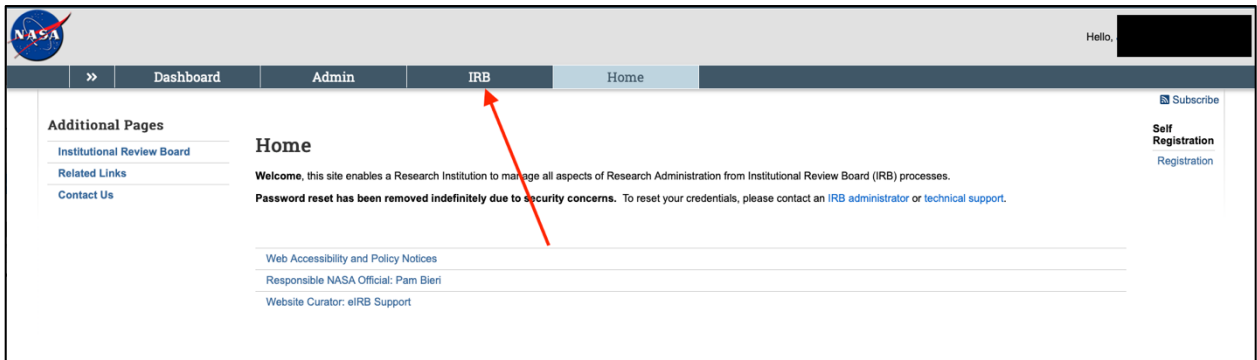 NASA
Hello,
» Dashboard Admin IRB Home
Subscribe
Additional Pages
Institutional Review Board
Related Links
Contact Us
Home
Welcome, this site enables a Research Institution to manage all aspects of Research Administration from Institutional Review Board (IRB) processes.
Password reset has been removed indefinitely due to security concerns. To reset your credentials, please contact an IRB administrator or technical support.
Web Accessibility and Policy Notices
Responsible NASA Official: Pam Bieri
Website Curator: eIRB Support
Self
Registration
Registration